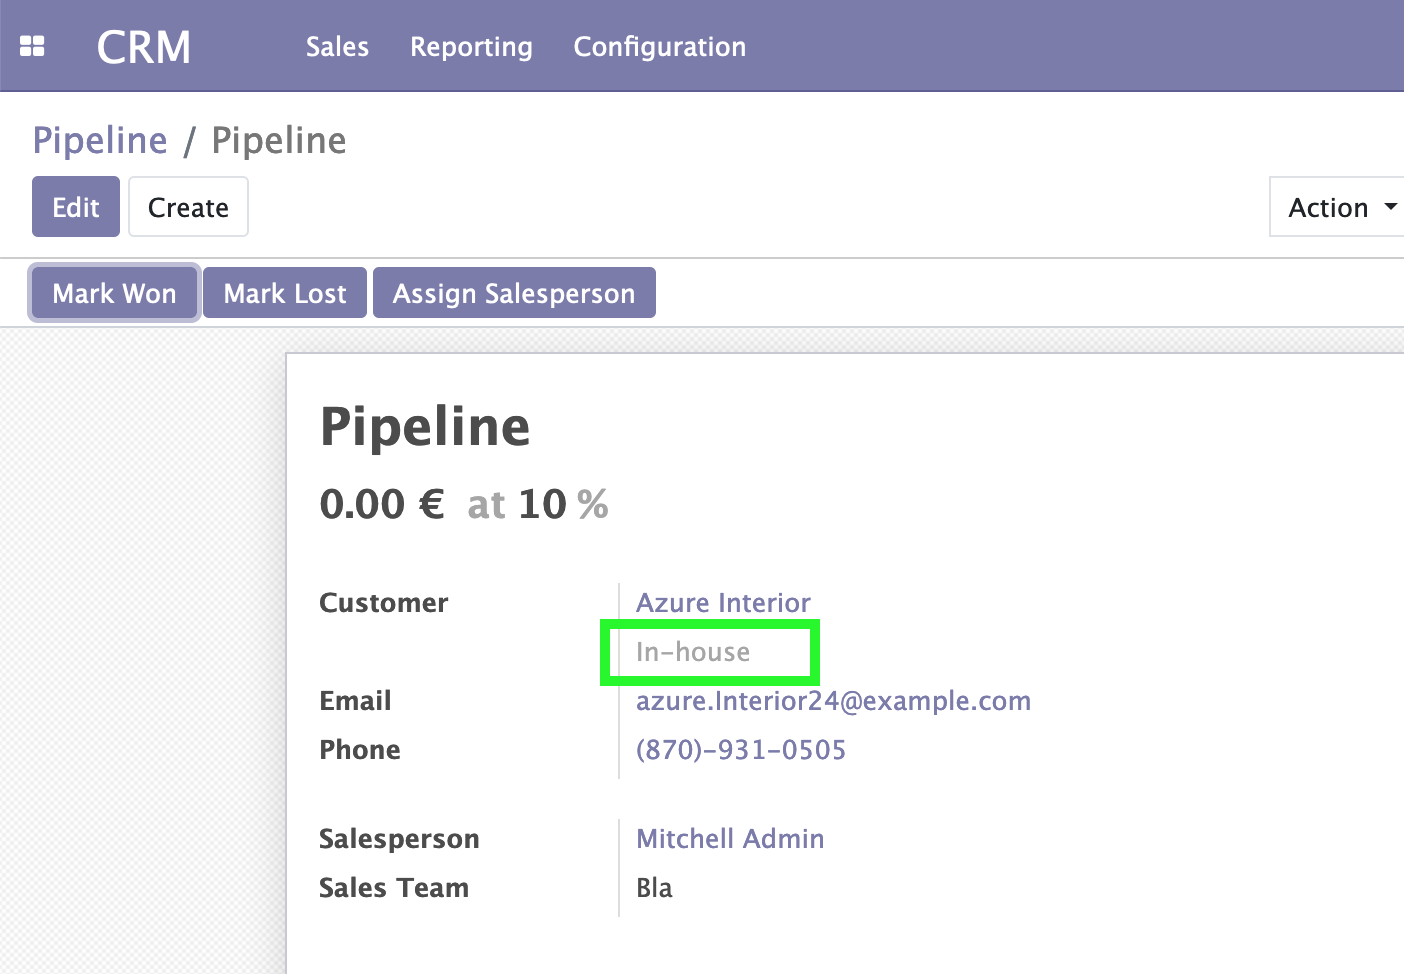 CRM Sales Reporting Configuration
Pipeline / Pipeline
Edit Create Action
Mark Won Mark Lost Assign Salesperson
Pipeline
0.00 € at 10 %
Customer Azure Interior
In-house
Email azure.Interior24@example.com
Phone (870)-931-0505
Salesperson Mitchell Admin
Sales Team Bla